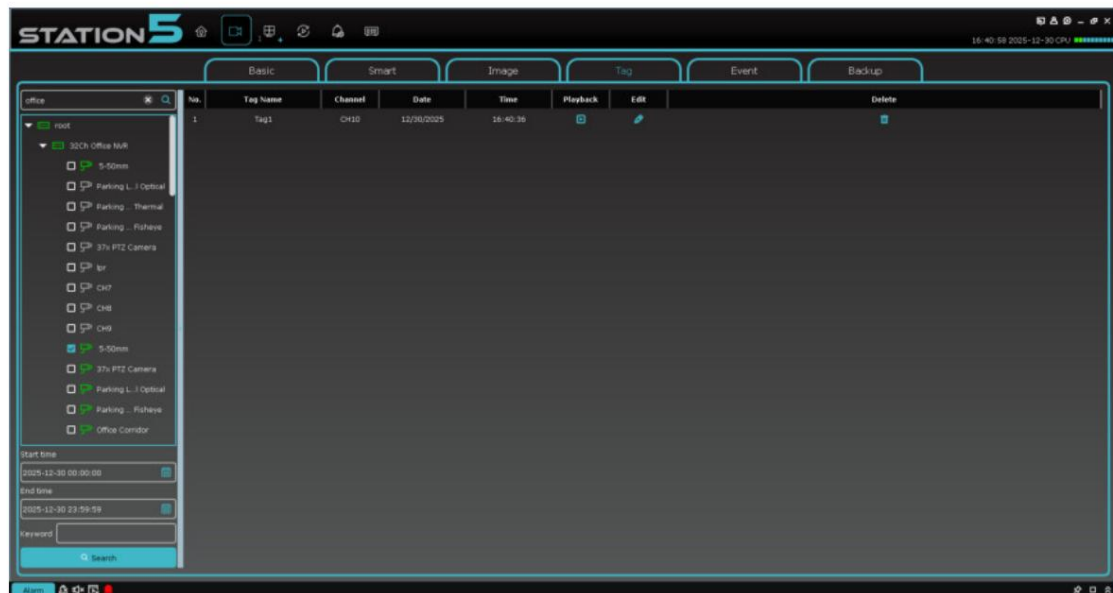 STATION5
16:40:59 2025-12-30 CPU
Basic Smart Image Tag Event Backup
office
No. Tag Name Channel Date Time Playback Edit Delete
1 Tag1 CH10 12/30/2025 16:40:36
root
32Ch Office NVR
5-50mm
Parking L...l Optical
Parking ... Thermal
Parking ... Fisheye
37x PTZ Camera
lpr
CH7
CH8
CH9
5-50mm
37x PTZ Camera
Parking L...l Optical
Parking ... Fisheye
Office Corridor
Start time
2025-12-30 00:00:00
End time
2025-12-30 23:59:59
Keyword
Search
Alarm